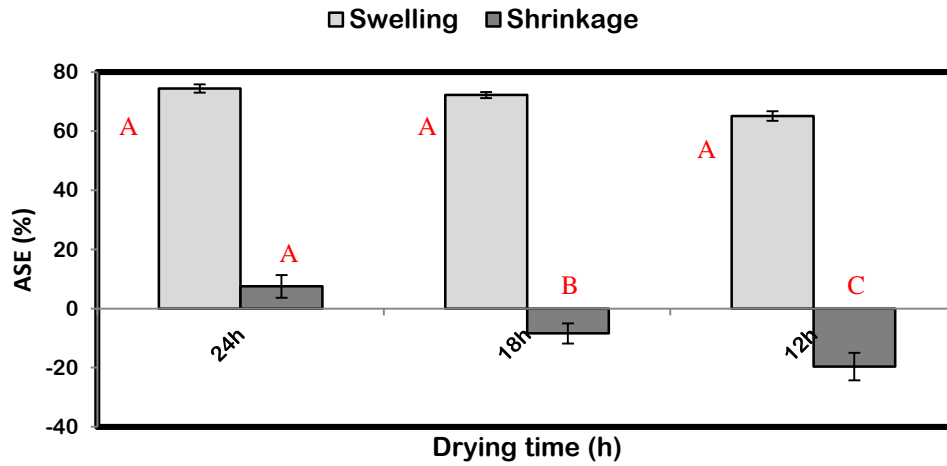 Swelling Shrinkage
80
60
40
20
0
-20
-40
ASE (%)
A
A
A
A
B
C
24h
18h
12h
Drying time (h)